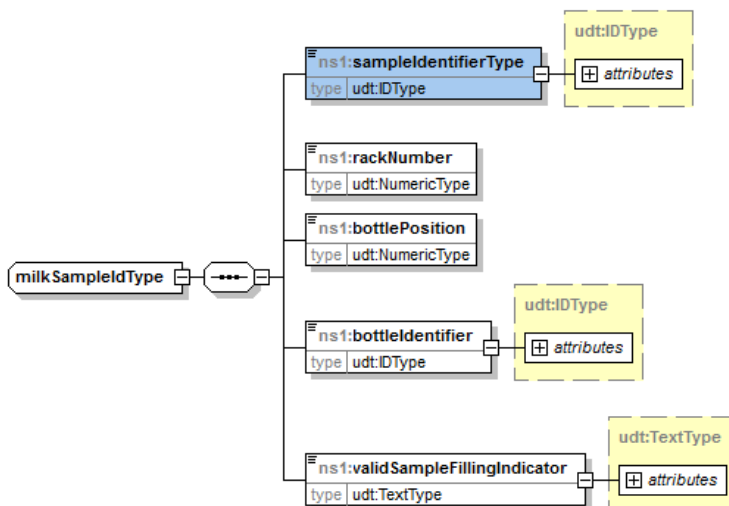 udt:IDType
ns1:sampleIdentifierType
attributes
type udt:IDType
ns1:rackNumber
type udt:NumericType
ns1:bottlePosition
type udt:NumericType
milkSampleIdType
udt:IDType
ns1:bottleIdentifier
attributes
type udt:IDType
udt:TextType
ns1:validSampleFillingIndicator
attributes
type udt:TextType